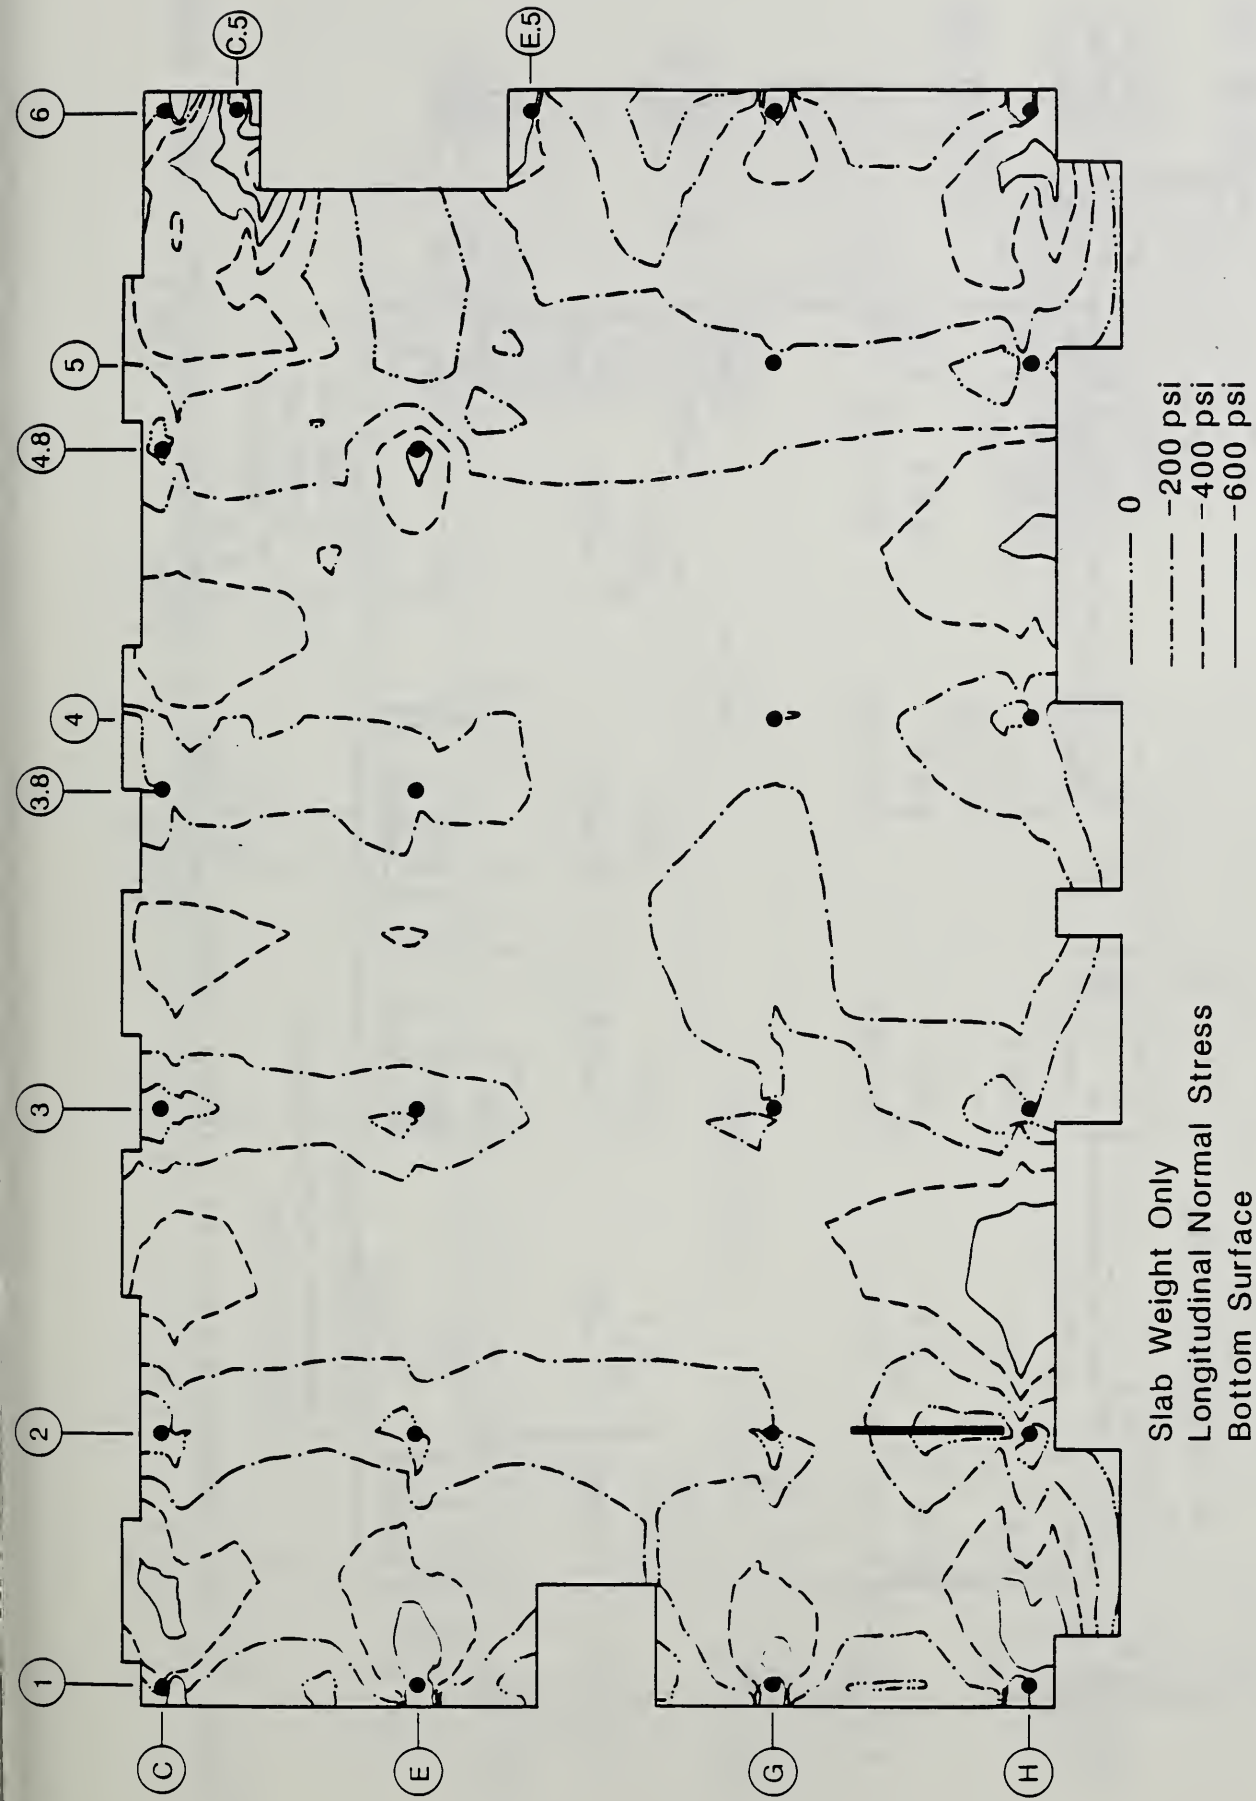 1
2
3
3.8
4
4.8
5
6
C
E
G
H
C.5
E.5
0
-200 psi
-400 psi
-600 psi
Slab Weight Only
Longitudinal Normal Stress
Bottom Surface